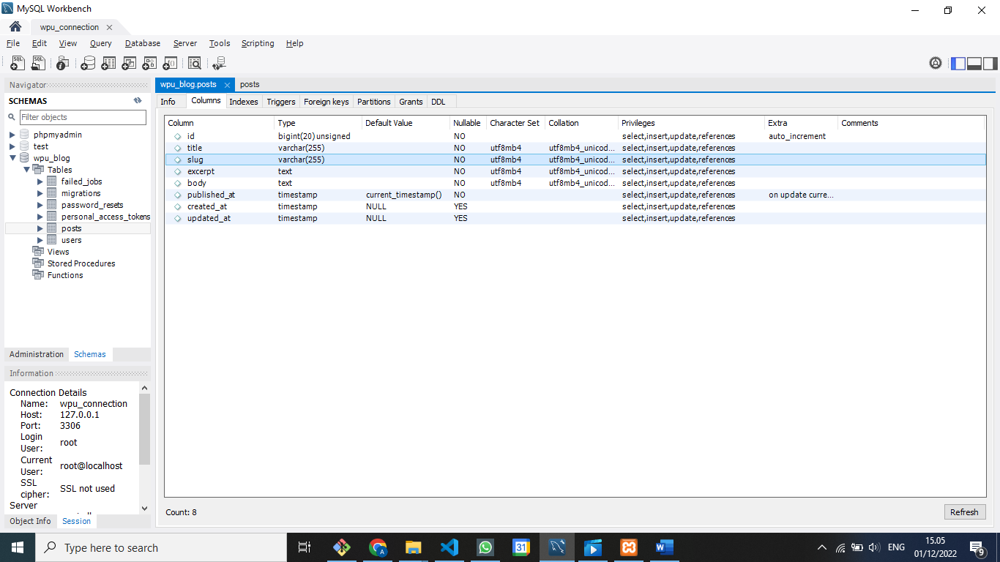 MySQL Workbench
wpu_connection
File Edit View Query Database Server Tools Scripting Help
Navigator
SCHEMAS
Filter objects
phpmyadmin
test
wpu_blog
Tables
failed_jobs
migrations
password_resets
personal_access_tokens
posts
users
Views
Stored Procedures
Functions
Administration Schemas
Information
Connection Details
Name: wpu_connection
Host: 127.0.0.1
Port: 3306
Login User: root
Current User: root@localhost
SSL cipher: SSL not used
Server
Object Info Session
wpu_blog.posts posts
Info Columns Indexes Triggers Foreign keys Partitions Grants DDL
Column Type Default Value Nullable Character Set Collation Privileges Extra Comments
id bigint(20) unsigned NO select,insert,update,references auto_increment
title varchar(255) NO utf8mb4 utf8mb4_unicod... select,insert,update,references
slug varchar(255) NO utf8mb4 utf8mb4_unicod... select,insert,update,references
excerpt text NO utf8mb4 utf8mb4_unicod... select,insert,update,references
body text NO utf8mb4 utf8mb4_unicod... select,insert,update,references
published_at timestamp current_timestamp() NO select,insert,update,references on update curre...
created_at timestamp NULL YES select,insert,update,references
updated_at timestamp NULL YES select,insert,update,references
Count: 8
Refresh
Type here to search
31
ENG
15.05
01/12/2022
9